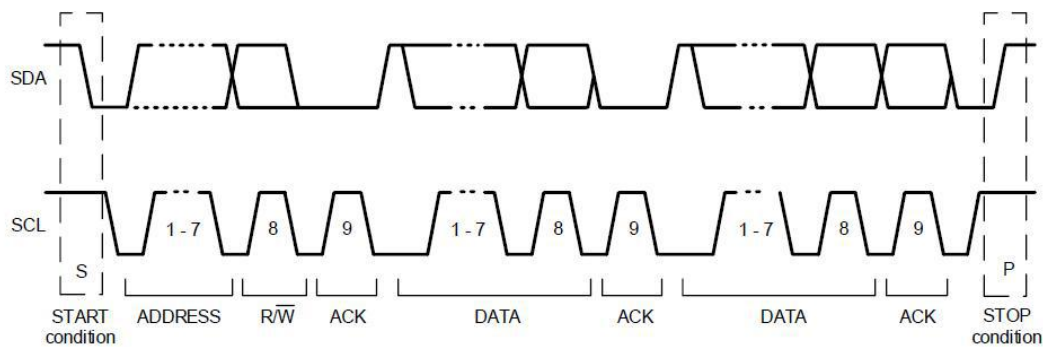 SDA
SCL
1 - 7
8
9
1 - 7
8
9
1 - 7
8
9
S
P
START
condition
ADDRESS
R/W̅
ACK
DATA
ACK
DATA
ACK
STOP
condition